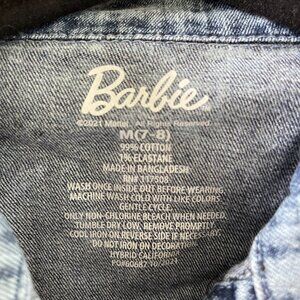 Barbie
©2021 Mattel. All Rights Reserved.
M(7-8)
99% COTTON
1% ELASTANE
MADE IN BANGLADESH
RN# 117508
WASH ONCE INSIDE OUT BEFORE WEARING
MACHINE WASH COLD WITH LIKE COLORS
GENTLE CYCLE.
ONLY NON-CHLORINE BLEACH WHEN NEEDED,
TUMBLE DRY LOW. REMOVE PROMPTLY
COOL IRON ON REVERSE SIDE IF NECESSARY.
DO NOT IRON ON DECORATION.
HYBRID CALIFORNIA